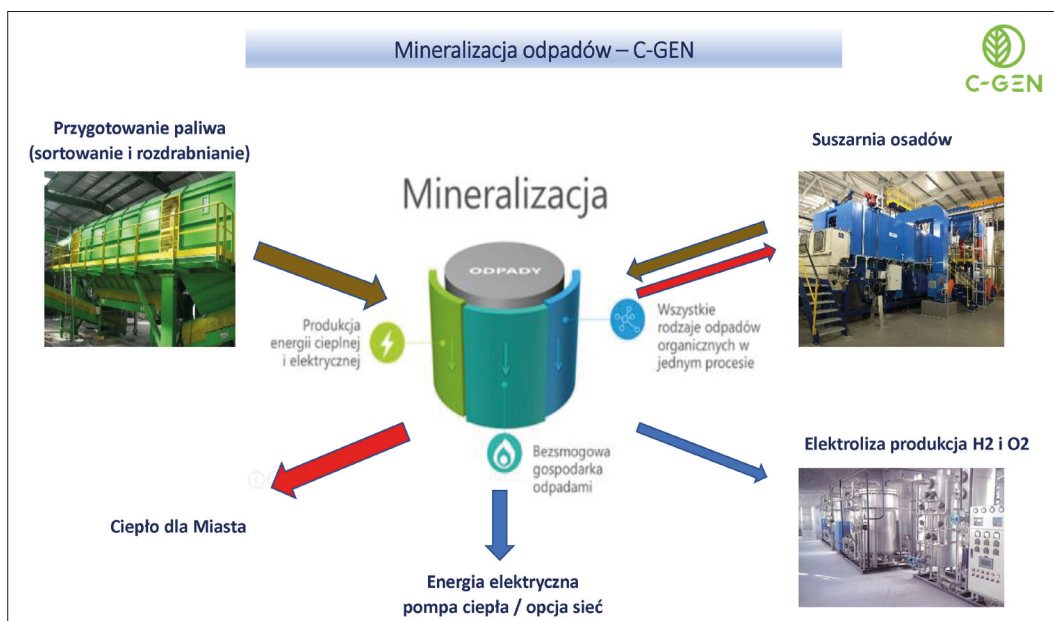 Mineralizacja odpadów – C-GEN
C-GEN
Przygotowanie paliwa
(sortowanie i rozdrabnianie)
Suszarnia osadów
Mineralizacja
ODPADY
Produkcja
energii cieplnej
i elektrycznej
Wszystkie
rodzaje odpadów
organicznych w
jednym procesie
Bezsmogowa
gospodarka
odpadami
Elektroliza produkcja H2 i O2
Ciepło dla Miasta
Energia elektryczna
pompa ciepła / opcja sieć